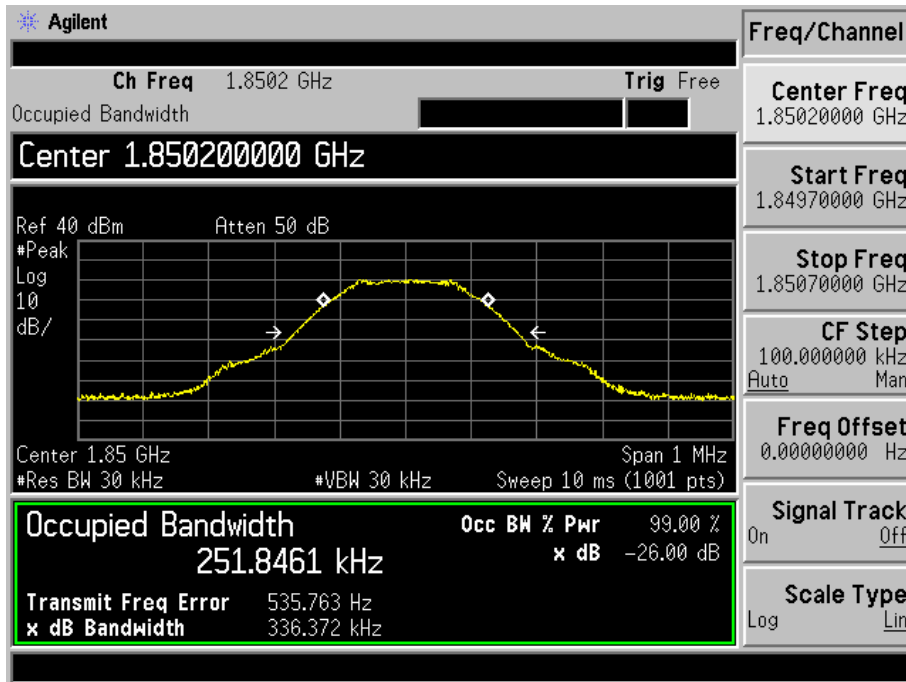 Agilent
Ch Freq 1.8502 GHz Trig Free
Occupied Bandwidth
Center 1.850200000 GHz
Ref 40 dBm Atten 50 dB
#Peak
Log
10
dB/
Center 1.85 GHz Span 1 MHz
#Res BW 30 kHz #VBW 30 kHz Sweep 10 ms (1001 pts)
Occupied Bandwidth Occ BW % Pwr 99.00 %
251.8461 kHz x dB -26.00 dB
Transmit Freq Error 535.763 Hz
x dB Bandwidth 336.372 kHz
Freq/Channel
Center Freq
1.85020000 GHz
Start Freq
1.84970000 GHz
Stop Freq
1.85070000 GHz
CF Step
100.000000 kHz
Auto Man
Freq Offset
0.00000000 Hz
Signal Track
On Off
Scale Type
Log Lin